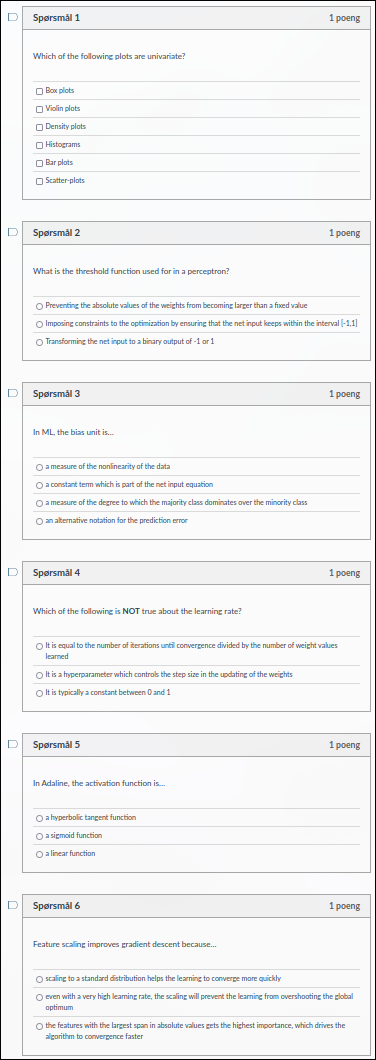 Spørsmål 1 1 poeng
Which of the following plots are univariate?
Box plots
Violin plots
Density plots
Histograms
Bar plots
Scatter-plots
Spørsmål 2 1 poeng
What is the threshold function used for in a perceptron?
Preventing the absolute values of the weights from becoming larger than a fixed value
Imposing constraints to the optimization by ensuring that the net input keeps within the interval [-1,1]
Transforming the net input to a binary output of -1 or 1
Spørsmål 3 1 poeng
In ML, the bias unit is...
a measure of the nonlinearity of the data
a constant term which is part of the net input equation
a measure of the degree to which the majority class dominates over the minority class
an alternative notation for the prediction error
Spørsmål 4 1 poeng
Which of the following is NOT true about the learning rate?
It is equal to the number of iterations until convergence divided by the number of weight values
learned
It is a hyperparameter which controls the step size in the updating of the weights
It is typically a constant between 0 and 1
Spørsmål 5 1 poeng
In Adaline, the activation function is...
a hyperbolic tangent function
a sigmoid function
a linear function
Spørsmål 6 1 poeng
Feature scaling improves gradient descent because...
scaling to a standard distribution helps the learning to converge more quickly
even with a very high learning rate, the scaling will prevent the learning from overshooting the global
optimum
the features with the largest span in absolute values gets the highest importance, which drives the
algorithm to convergence faster